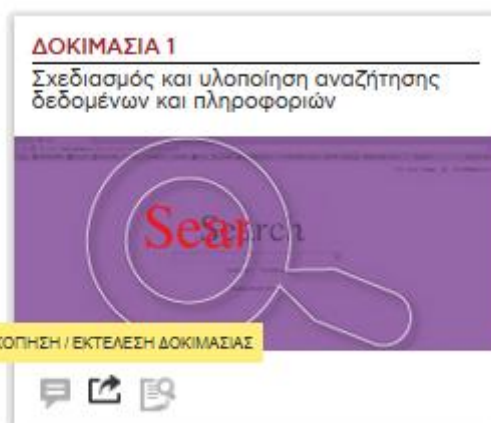 ΔΟΚΙΜΑΣΙΑ 1
Σχεδιασμός και υλοποίηση αναζήτησης
δεδομένων και πληροφοριών
Sear
Search
ΚΟΠΗΣΗ / ΕΚΤΕΛΕΣΗ ΔΟΚΙΜΑΣΙΑΣ